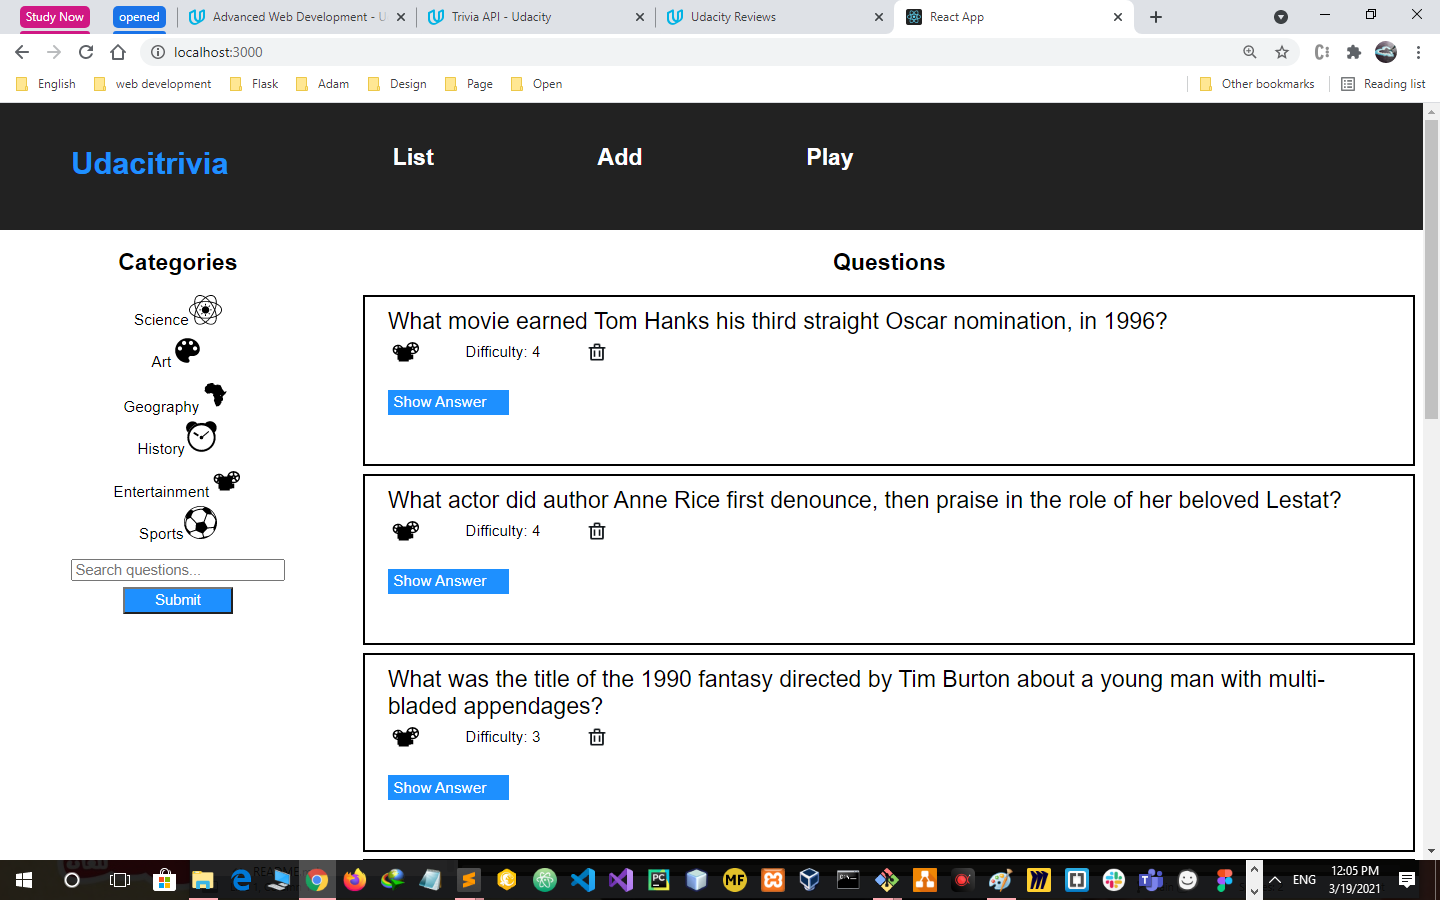 Study Now
opened
Advanced Web Development - U
Trivia API - Udacity
Udacity Reviews
React App
localhost:3000
English
web development
Flask
Adam
Design
Page
Open
Other bookmarks
Reading list
Udacitrivia
List
Add
Play
Categories
Science
Art
Geography
History
Entertainment
Sports
Search questions...
Submit
Questions
What movie earned Tom Hanks his third straight Oscar nomination, in 1996?
Difficulty: 4
Show Answer
What actor did author Anne Rice first denounce, then praise in the role of her beloved Lestat?
Difficulty: 4
Show Answer
What was the title of the 1990 fantasy directed by Tim Burton about a young man with multi-
bladed appendages?
Difficulty: 3
Show Answer
PC
MF
ENG
12:05 PM
3/19/2021